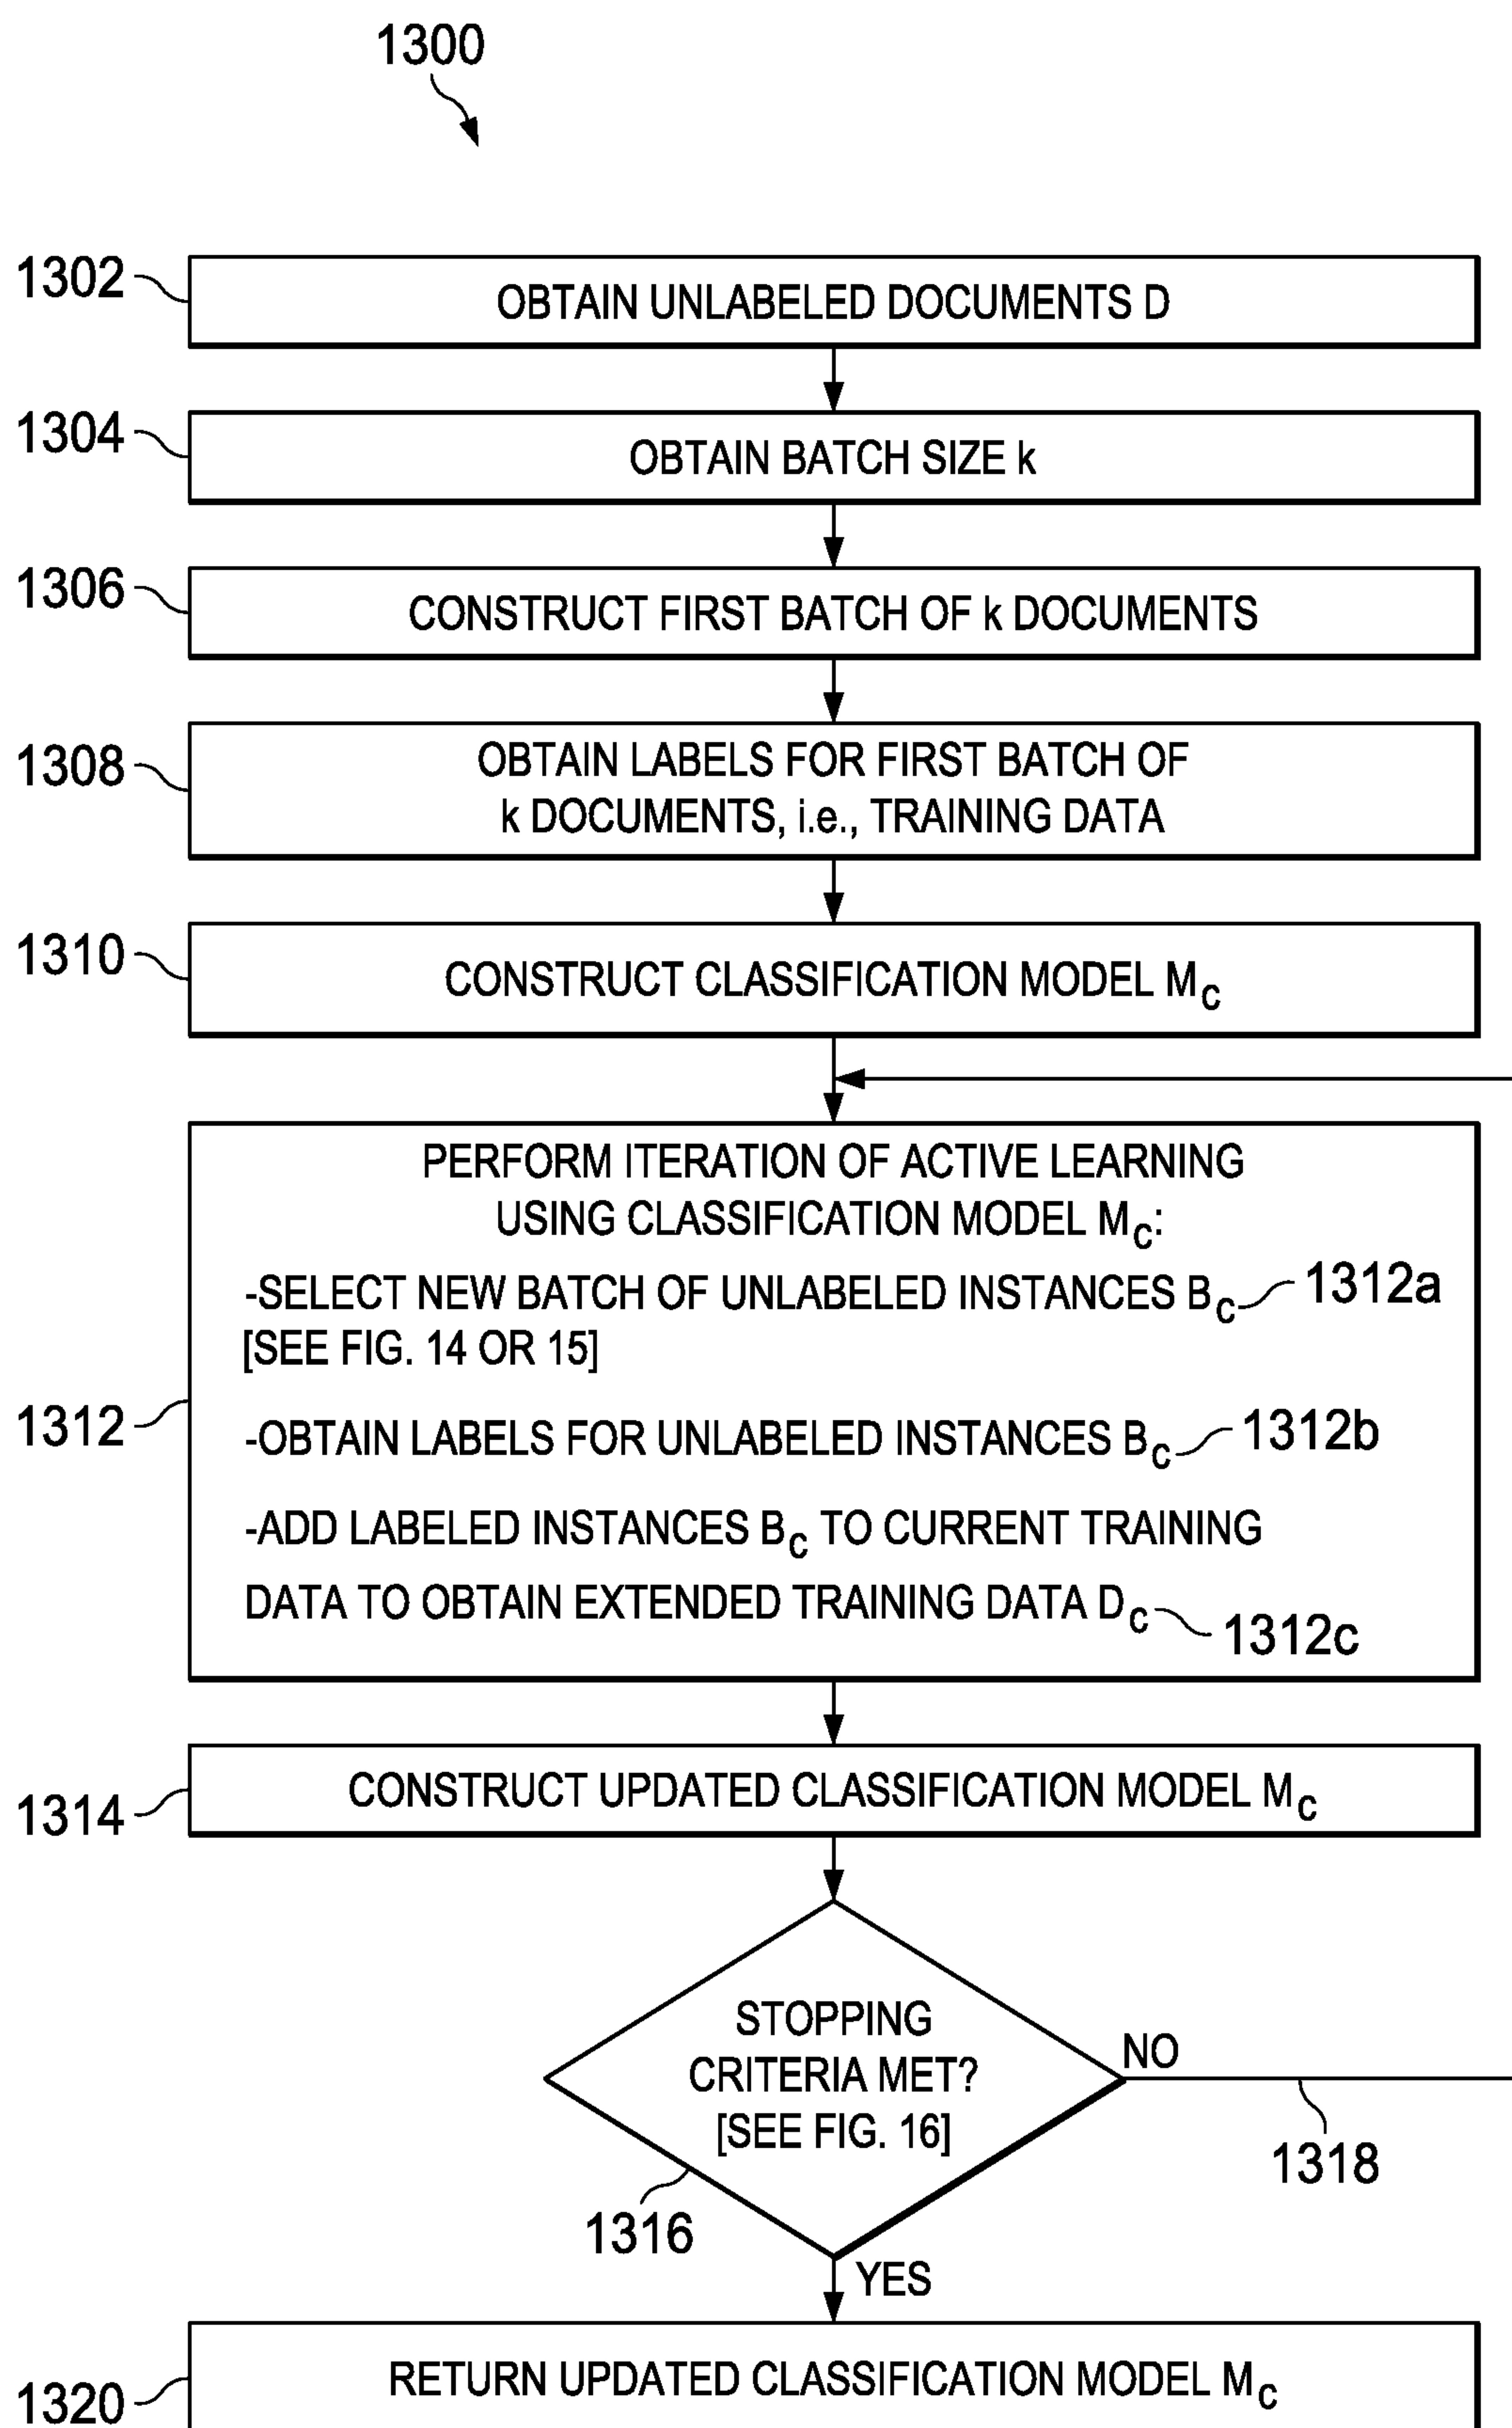 1300
1302
OBTAIN UNLABELED DOCUMENTS D
1304
OBTAIN BATCH SIZE k
1306
CONSTRUCT FIRST BATCH OF k DOCUMENTS
1308
OBTAIN LABELS FOR FIRST BATCH OF
k DOCUMENTS, i.e., TRAINING DATA
1310
CONSTRUCT CLASSIFICATION MODEL Mc
PERFORM ITERATION OF ACTIVE LEARNING
USING CLASSIFICATION MODEL Mc:
-SELECT NEW BATCH OF UNLABELED INSTANCES Bc 1312a
[SEE FIG. 14 OR 15]
1312
-OBTAIN LABELS FOR UNLABELED INSTANCES Bc 1312b
-ADD LABELED INSTANCES Bc TO CURRENT TRAINING
DATA TO OBTAIN EXTENDED TRAINING DATA Dc 1312c
1314
CONSTRUCT UPDATED CLASSIFICATION MODEL Mc
STOPPING
CRITERIA MET?
[SEE FIG. 16]
NO
1318
1316
YES
1320
RETURN UPDATED CLASSIFICATION MODEL Mc